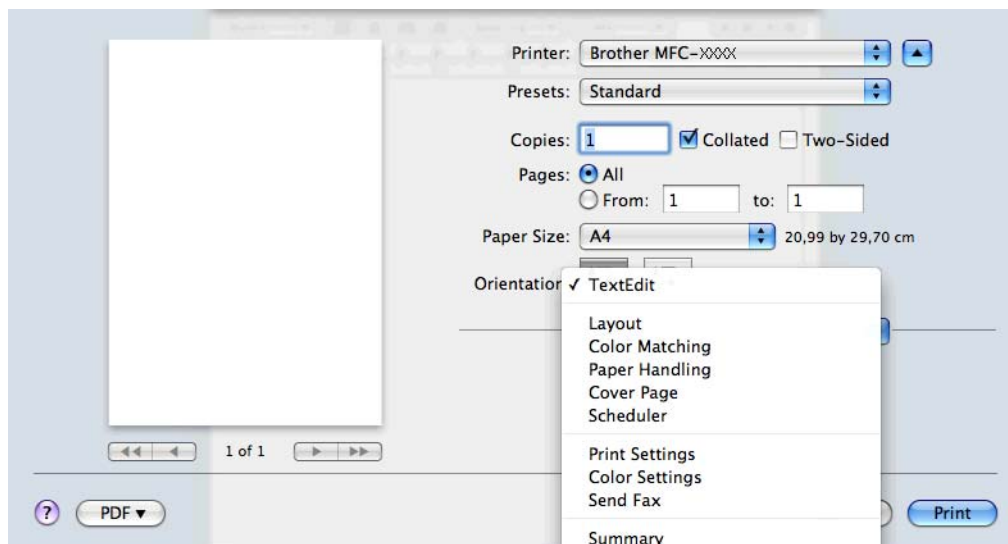 Printer: Brother MFC-XXXX
Presets: Standard
Copies: 1 Collated Two-Sided
Pages: All
From: 1 to: 1
Paper Size: A4 20,99 by 29,70 cm
Orientation
✓ TextEdit
Layout
Color Matching
Paper Handling
Cover Page
Scheduler
Print Settings
Color Settings
Send Fax
Summary
1 of 1
? PDF ▼ Print